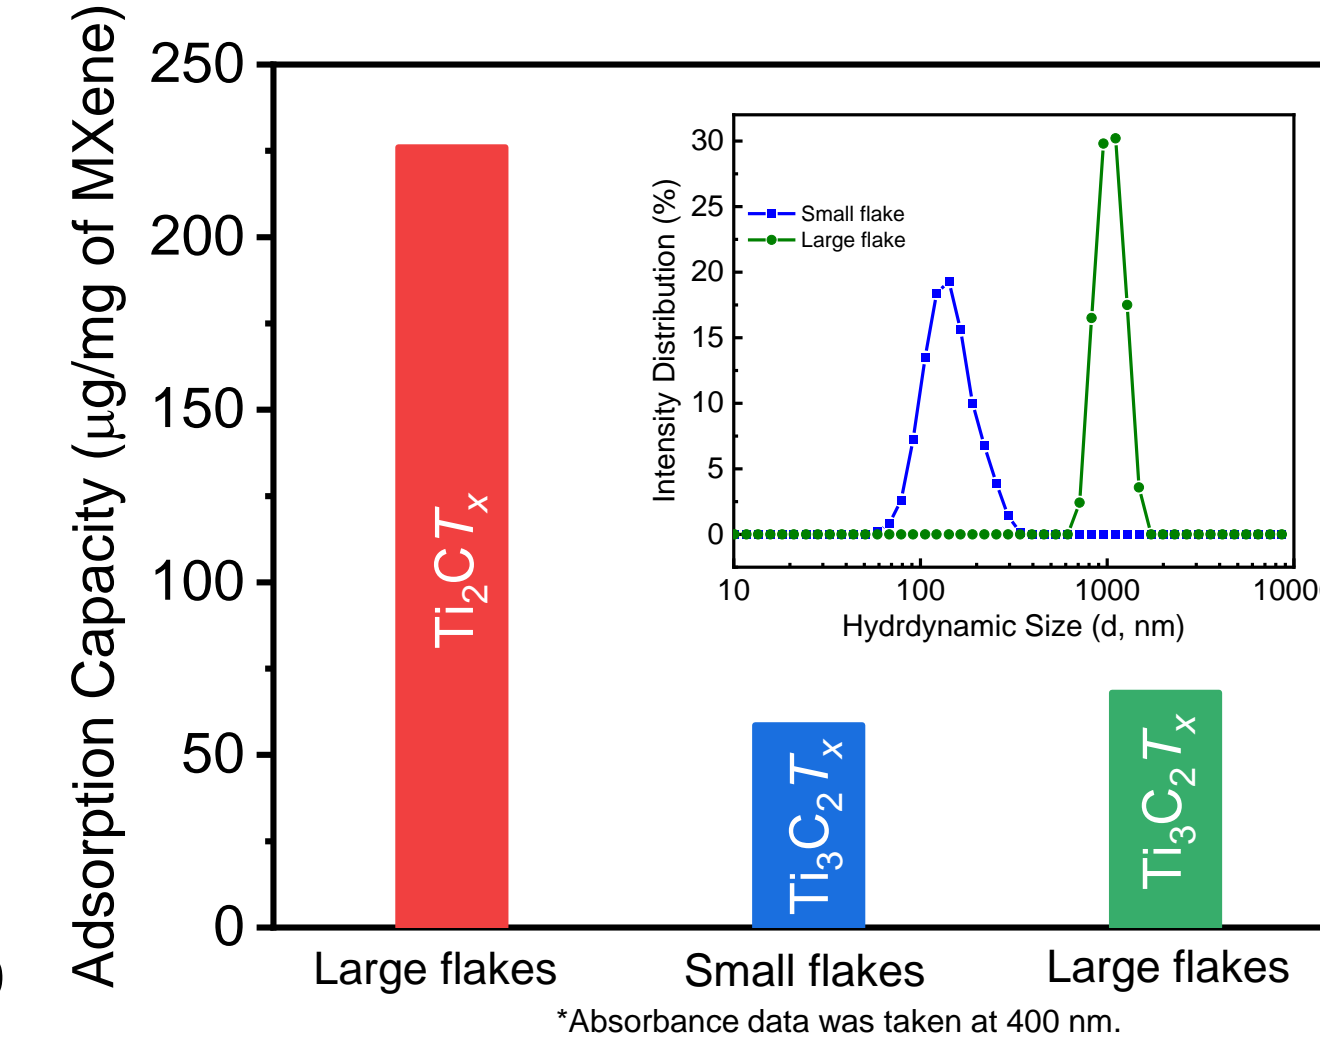 Adsorption Capacity (μg/mg of MXene)
250
200
150
100
50
0
Ti₂CTₓ
Ti₃C₂Tₓ
Ti₃C₂Tₓ
Large flakes
Small flakes
Large flakes
*Absorbance data was taken at 400 nm.
Intensity Distribution (%)
30
25
20
15
10
5
0
Small flake
Large flake
10
100
1000
1000
Hydrdynamic Size (d, nm)
)